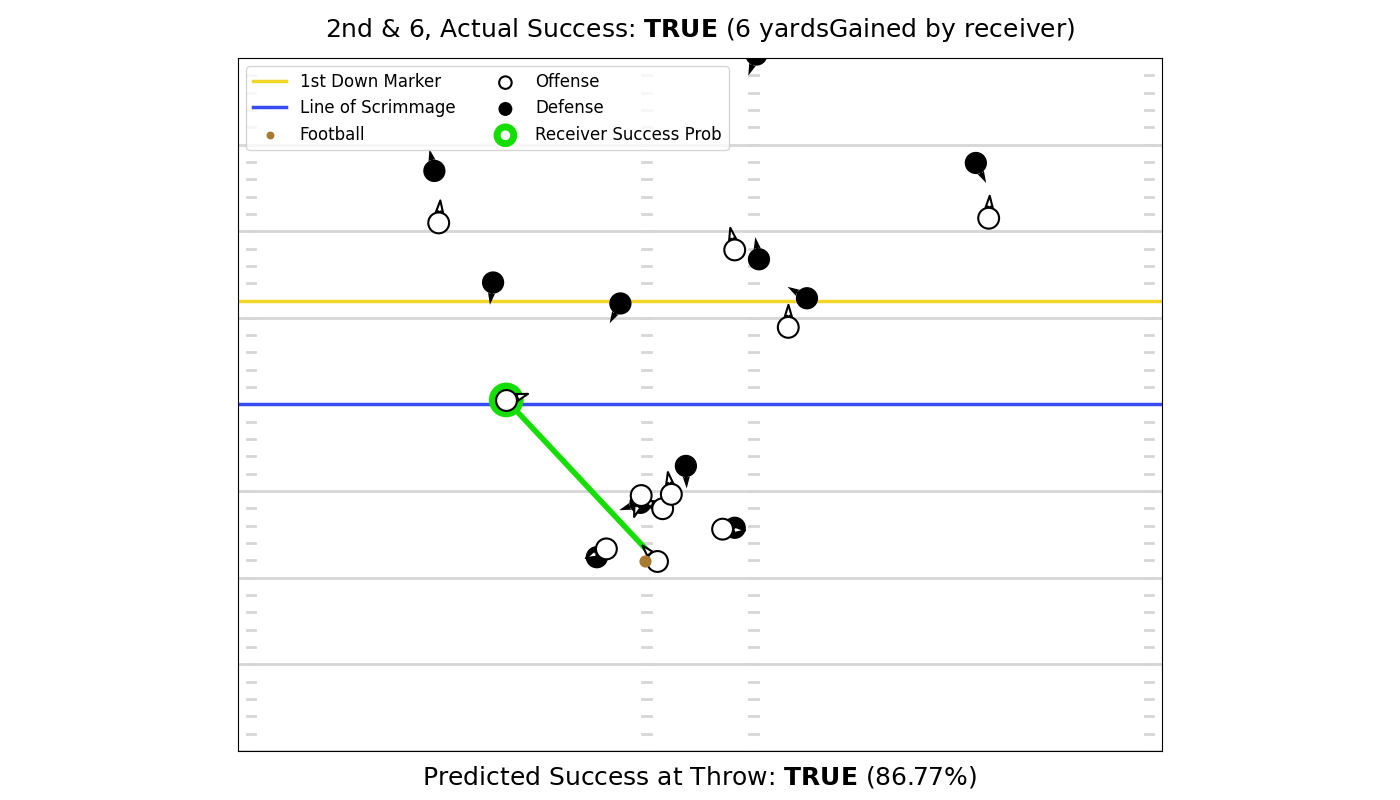 2nd & 6, Actual Success: TRUE (6 yardsGained by receiver)
1st Down Marker
Line of Scrimmage
Football
Offense
Defense
Receiver Success Prob
Predicted Success at Throw: TRUE (86.77%)